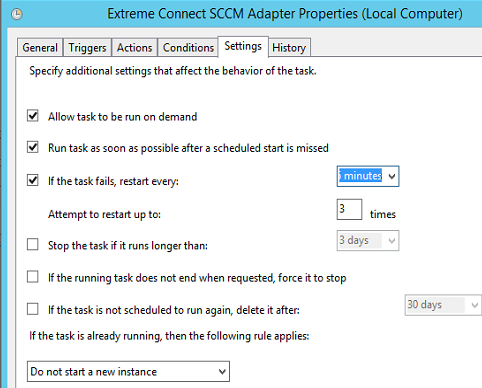 Extreme Connect SCCM Adapter Properties (Local Computer)
General Triggers Actions Conditions Settings History
Specify additional settings that affect the behavior of the task.
Allow task to be run on demand
Run task as soon as possible after a scheduled start is missed
If the task fails, restart every: minutes
Attempt to restart up to: 3 times
Stop the task if it runs longer than: 3 days
If the running task does not end when requested, force it to stop
If the task is not scheduled to run again, delete it after: 30 days
If the task is already running, then the following rule applies:
Do not start a new instance